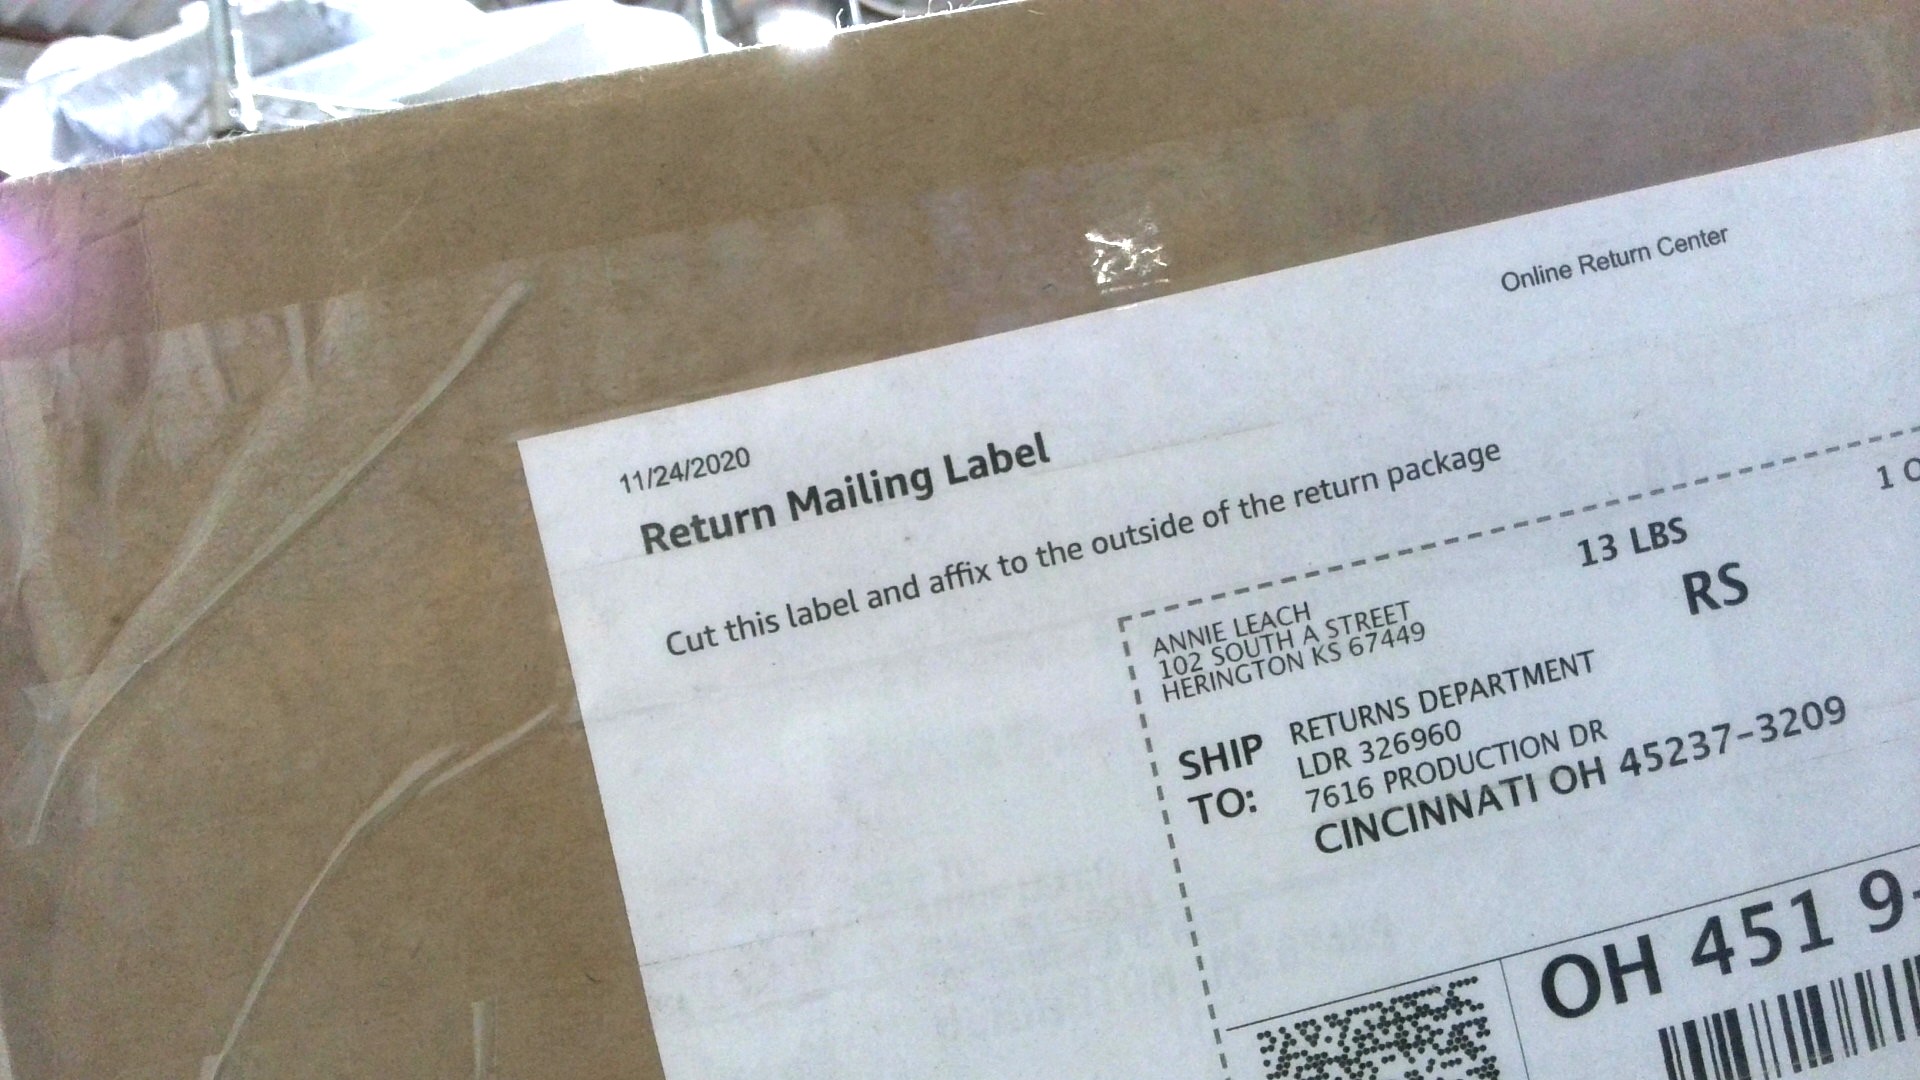 Online Return Center
11/24/2020
Return Mailing Label
Cut this label and affix to the outside of the return package
13 LBS
1 O
RS
ANNIE LEACH
102 SOUTH A STREET
HERINGTON KS 67449
SHIP
TO:
RETURNS DEPARTMENT
LDR 326960
7616 PRODUCTION DR
CINCINNATI OH 45237-3209
OH 451 9-